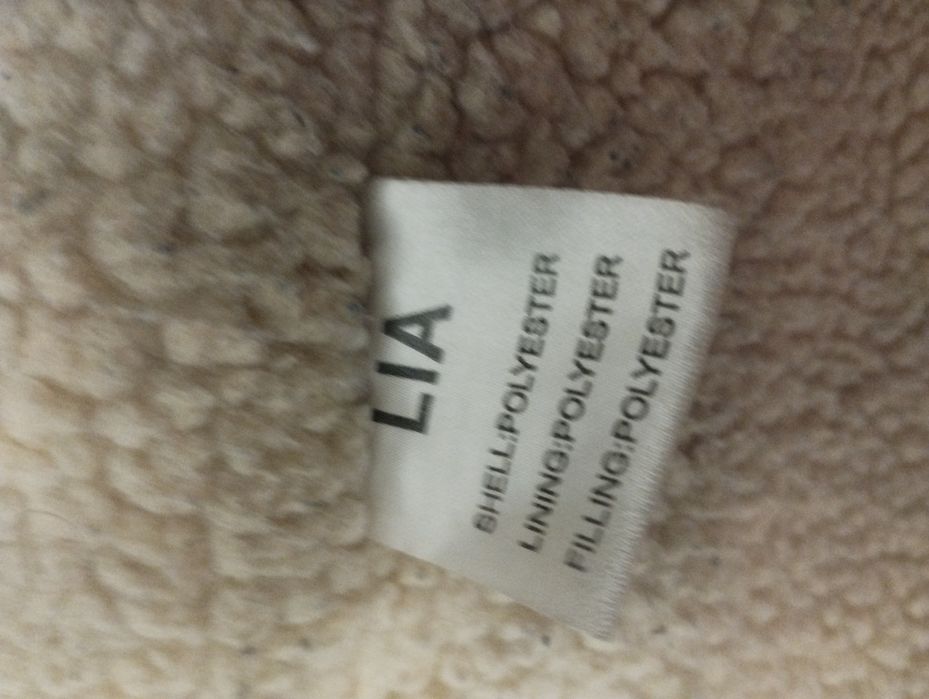 LIA
SHELL:POLYESTER
LINING:POLYESTER
FILLING:POLYESTER